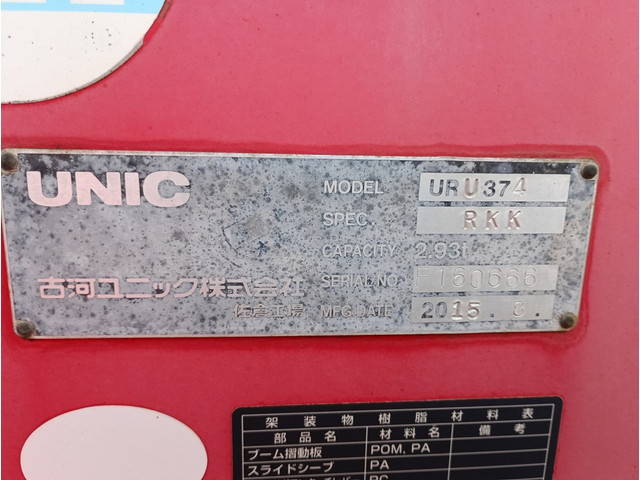 UNIC
MODEL URU374
SPEC. RKK
CAPACITY 2.93t
古河ユニック株式会社
SERIAL NO.
佐倉工場
MFG.DATE 2015.
架装物樹脂材料表
部品名 材料名 備考
ブーム摺動板 POM, PA
スライドシーブ PA